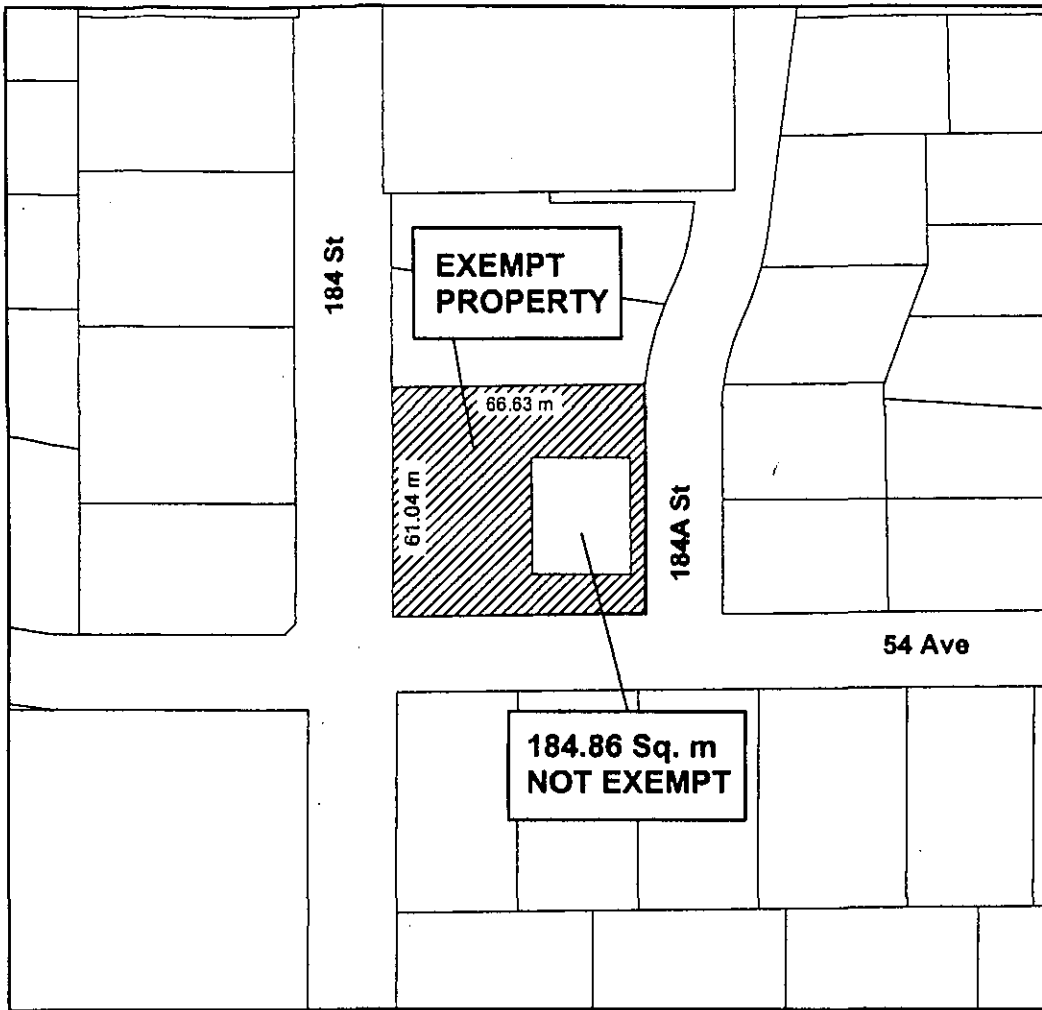 184 St
EXEMPT
PROPERTY
66.63 m
61.04 m
184A St
54 Ave
184.86 Sq. m
NOT EXEMPT